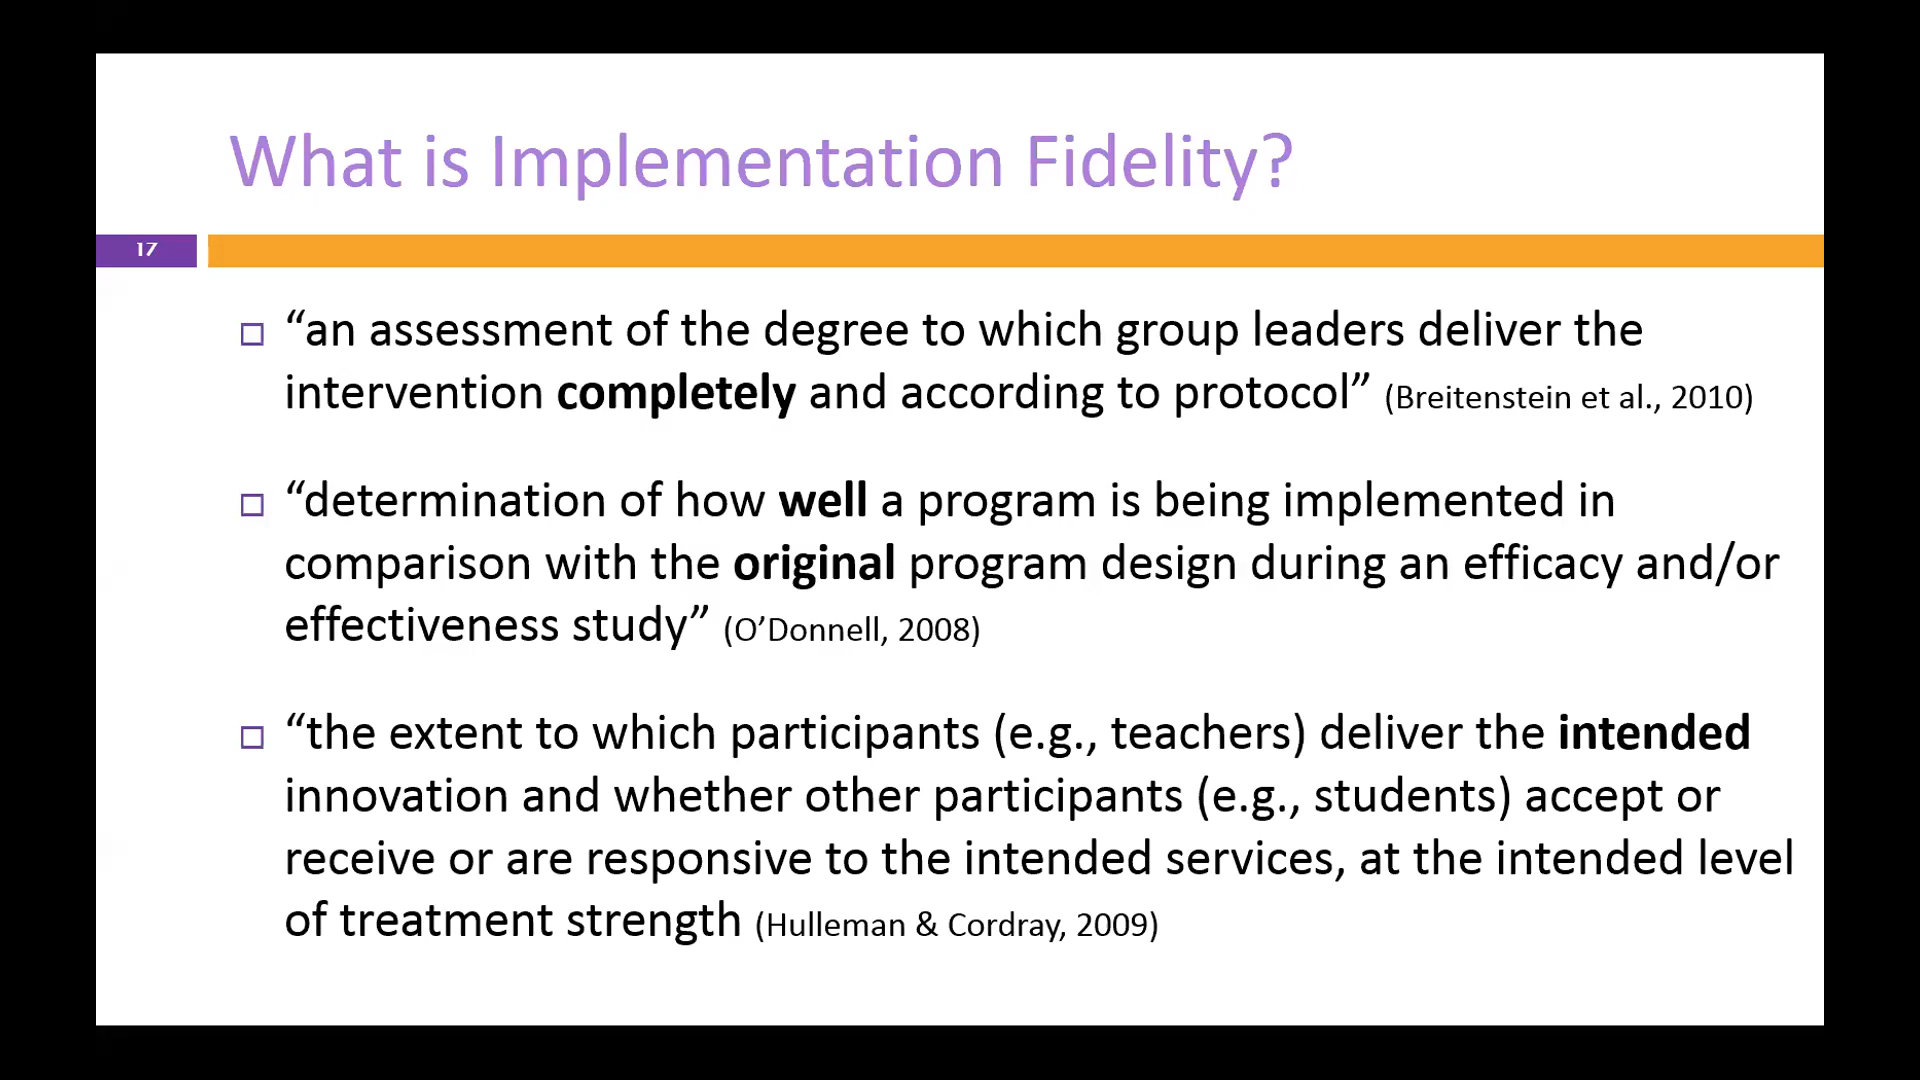 What is Implementation Fidelity?
17
“an assessment of the degree to which group leaders deliver the
intervention completely and according to protocol” (Breitenstein et al., 2010)
“determination of how well a program is being implemented in
comparison with the original program design during an efficacy and/or
effectiveness study” (O’Donnell, 2008)
“the extent to which participants (e.g., teachers) deliver the intended
innovation and whether other participants (e.g., students) accept or
receive or are responsive to the intended services, at the intended level
of treatment strength (Hulleman & Cordray, 2009)